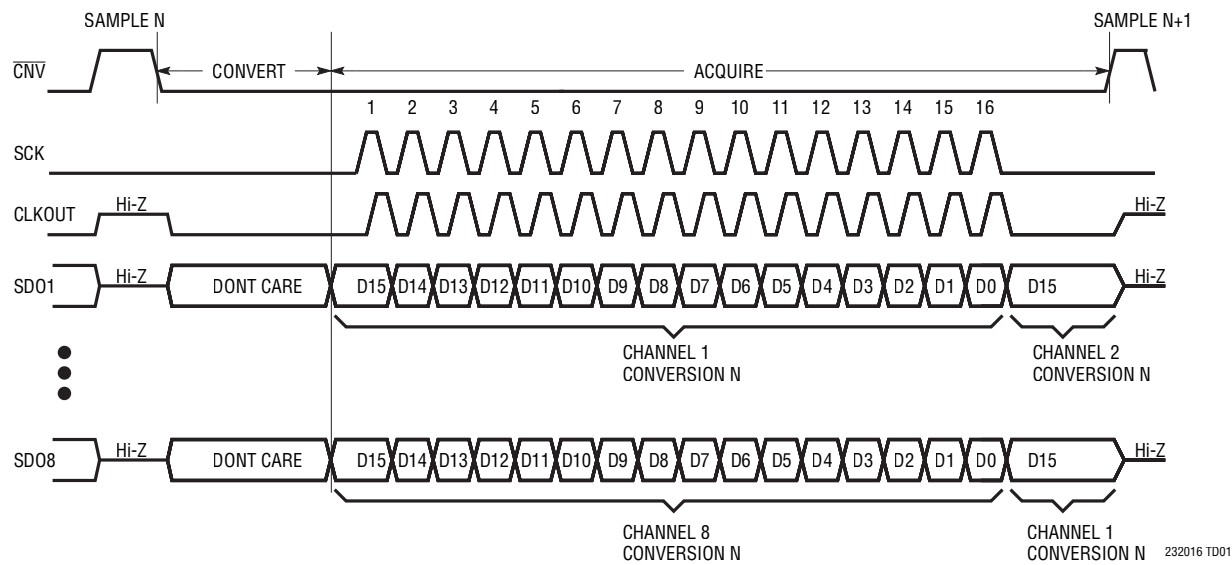 SAMPLE N SAMPLE N+1
CNV CONVERT ACQUIRE
1 2 3 4 5 6 7 8 9 10 11 12 13 14 15 16
SCK
CLKOUT Hi-Z Hi-Z
SDO1 Hi-Z DONT CARE D15 D14 D13 D12 D11 D10 D9 D8 D7 D6 D5 D4 D3 D2 D1 D0 D15 Hi-Z
CHANNEL 1 CHANNEL 2
CONVERSION N CONVERSION N
SDO8 Hi-Z DONT CARE D15 D14 D13 D12 D11 D10 D9 D8 D7 D6 D5 D4 D3 D2 D1 D0 D15 Hi-Z
CHANNEL 8 CHANNEL 1
CONVERSION N CONVERSION N 232016 TD01